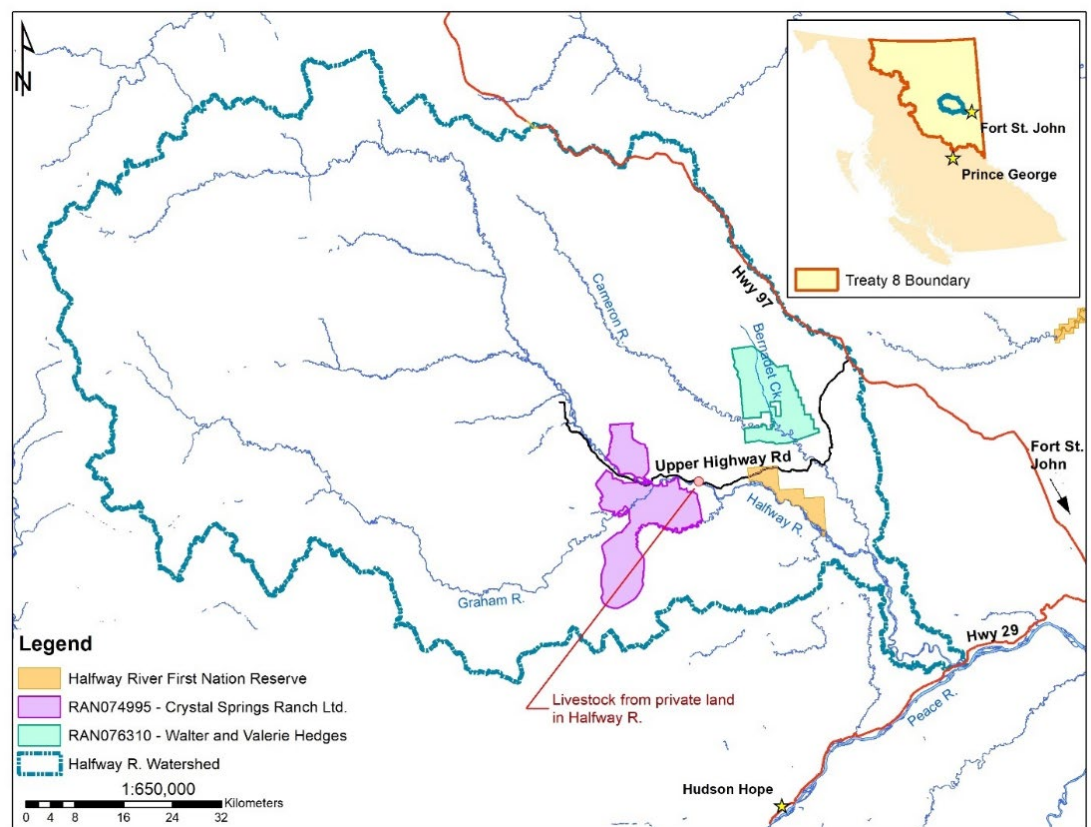 N
Fort St. John
Prince George
Treaty 8 Boundary
Hwy 97
Cameron R.
Bernadet Ck.
Upper Highway Rd
Fort St.
John
Halfway R.
Graham R.
Hwy 29
Peace R.
Livestock from private land
in Halfway R.
Hudson Hope
Legend
Halfway River First Nation Reserve
RAN074995 - Crystal Springs Ranch Ltd.
RAN076310 - Walter and Valerie Hedges
Halfway R. Watershed
1:650,000
Kilometers
0 4 8 16 24 32